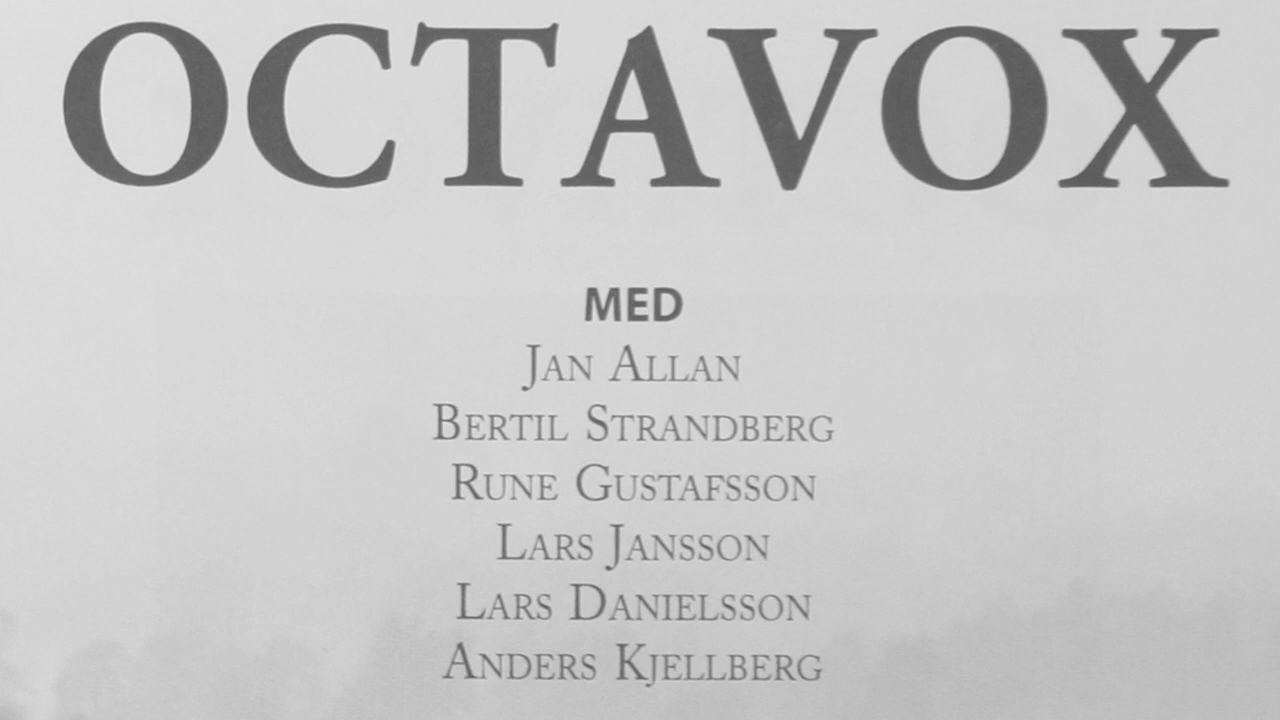 OCTAVOX
MED
JAN ALLAN
BERTIL STRANDBERG
RUNE GUSTAFSSON
LARS JANSSON
LARS DANIELSSON
ANDERS KJELLBERG